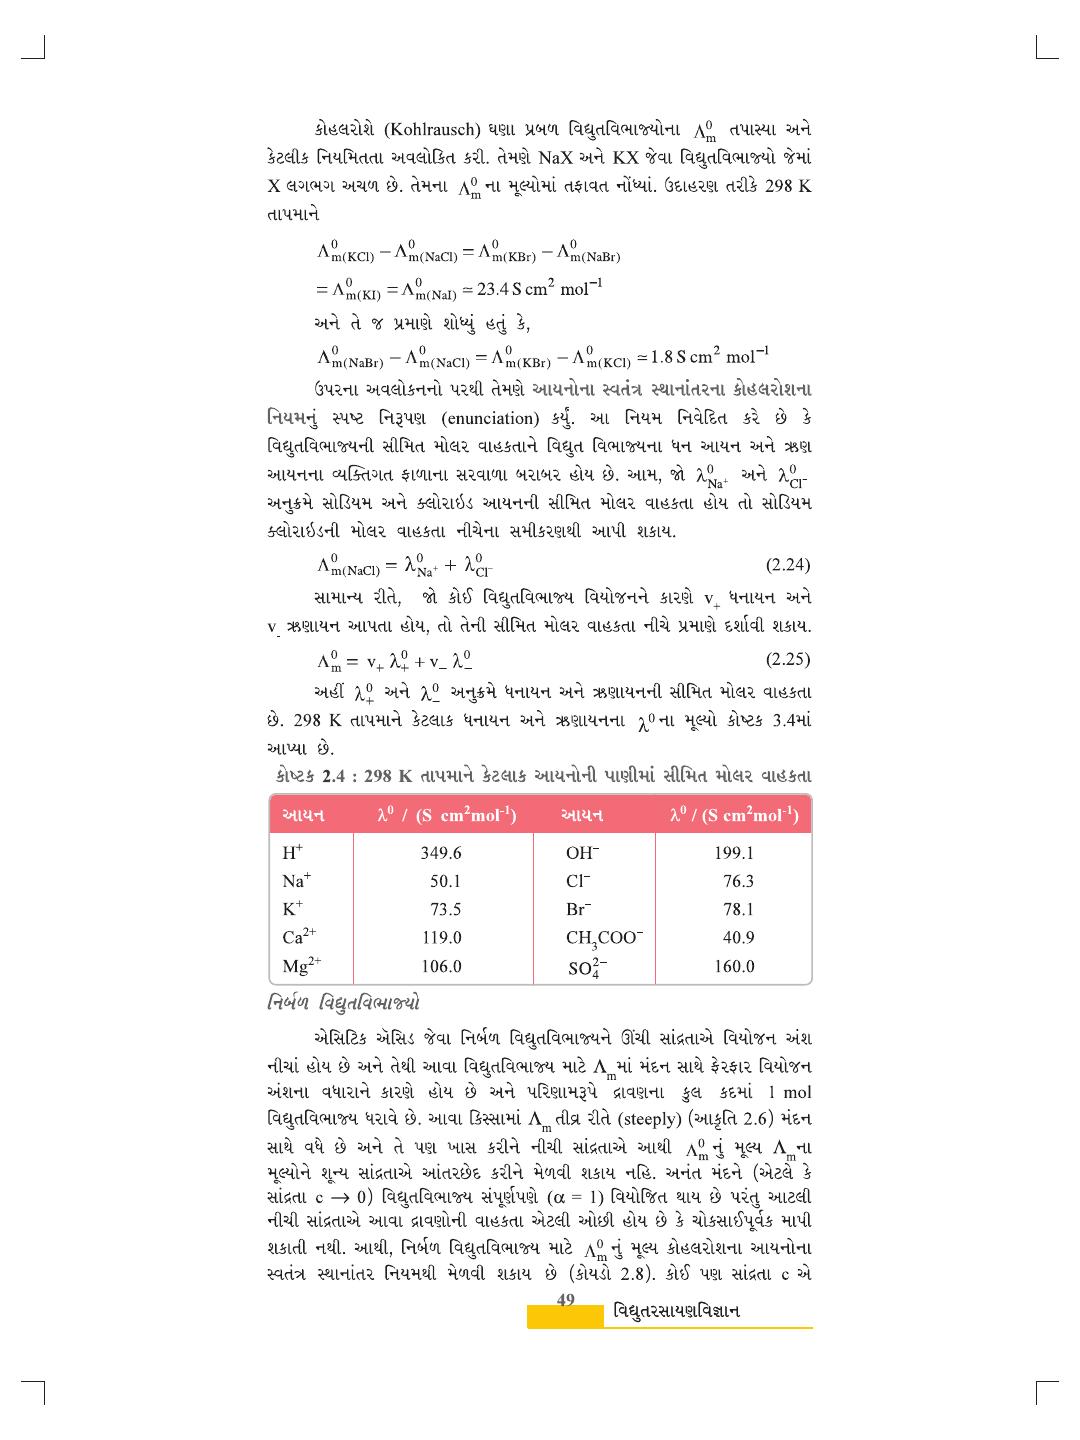 કોહલરોશે (Kohlrausch) ઘણા પ્રબળ વિદ્યુતવિભાજ્યોના Λ⁰m તપાસ્યા અને
કેટલીક નિયમિતતા અવલોકિત કરી. તેમણે NaX અને KX જેવા વિદ્યુતવિભાજ્યો જેમાં
X લગભગ અચળ છે. તેમના Λ⁰m ના મૂલ્યોમાં તફાવત નોંધ્યાં. ઉદાહરણ તરીકે 298 K
તાપમાને
Λ⁰m(KCl) – Λ⁰m(NaCl) = Λ⁰m(KBr) – Λ⁰m(NaBr)
= Λ⁰m(KI) = Λ⁰m(NaI) ≃ 23.4 S cm² mol⁻¹
અને તે જ પ્રમાણે શોધ્યું હતું કે,
Λ⁰m(NaBr) – Λ⁰m(NaCl) = Λ⁰m(KBr) – Λ⁰m(KCl) ≃ 1.8 S cm² mol⁻¹
ઉપરના અવલોકનનો પરથી તેમણે આયનોના સ્વતંત્ર સ્થાનાંતરના કોહલરોશના
નિયમનું સ્પષ્ટ નિરૂપણ (enunciation) કર્યું. આ નિયમ નિવેદિત કરે છે કે
વિદ્યુતવિભાજ્યની સીમિત મોલર વાહકતાને વિદ્યુત વિભાજ્યના ધન આયન અને ઋણ
આયનના વ્યક્તિગત ફાળાના સરવાળા બરાબર હોય છે. આમ, જો λ⁰Na⁺ અને λ⁰Cl⁻
અનુક્રમે સોડિયમ અને ક્લોરાઇડ આયનની સીમિત મોલર વાહકતા હોય તો સોડિયમ
ક્લોરાઇડની મોલર વાહકતા નીચેના સમીકરણથી આપી શકાય.
Λ⁰m(NaCl) = λ⁰Na⁺ + λ⁰Cl⁻ (2.24)
સામાન્ય રીતે, જો કોઈ વિદ્યુતવિભાજ્ય વિયોજનને કારણે v₊ ધનાયન અને
v₋ ઋણાયન આપતા હોય, તો તેની સીમિત મોલર વાહકતા નીચે પ્રમાણે દર્શાવી શકાય.
Λ⁰m = v₊ λ⁰₊ + v₋ λ⁰₋ (2.25)
અહીં λ⁰₊ અને λ⁰₋ અનુક્રમે ધનાયન અને ઋણાયનની સીમિત મોલર વાહકતા
છે. 298 K તાપમાને કેટલાક ધનાયન અને ઋણાયનના λ⁰ ના મૂલ્યો કોષ્ટક 3.4માં
આપ્યા છે.
કોષ્ટક 2.4 : 298 K તાપમાને કેટલાક આયનોની પાણીમાં સીમિત મોલર વાહકતા
આયન λ⁰ / (S cm²mol⁻¹) આયન λ⁰ / (S cm²mol⁻¹)
H⁺ 349.6 OH⁻ 199.1
Na⁺ 50.1 Cl⁻ 76.3
K⁺ 73.5 Br⁻ 78.1
Ca²⁺ 119.0 CH₃COO⁻ 40.9
Mg²⁺ 106.0 SO₄²⁻ 160.0
નિર્બળ વિદ્યુતવિભાજ્યો
એસિટિક ઍસિડ જેવા નિર્બળ વિદ્યુતવિભાજ્યને ઊંચી સાંદ્રતાએ વિયોજન અંશ
નીચાં હોય છે અને તેથી આવા વિદ્યુતવિભાજ્ય માટે Λm માં મંદન સાથે ફેરફાર વિયોજન
અંશના વધારાને કારણે હોય છે અને પરિણામરૂપે દ્રાવણના કુલ કદમાં 1 mol
વિદ્યુતવિભાજ્ય ધરાવે છે. આવા કિસ્સામાં Λm તીવ્ર રીતે (steeply) (આકૃતિ 2.6) મંદન
સાથે વધે છે અને તે પણ ખાસ કરીને નીચી સાંદ્રતાએ આથી Λ⁰m નું મૂલ્ય Λm ના
મૂલ્યોને શૂન્ય સાંદ્રતાએ આંતરછેદ કરીને મેળવી શકાય નહિ. અનંત મંદને (એટલે કે
સાંદ્રતા c → 0) વિદ્યુતવિભાજ્ય સંપૂર્ણપણે (α = 1) વિયોજિત થાય છે પરંતુ આટલી
નીચી સાંદ્રતાએ આવા દ્રાવણોની વાહકતા એટલી ઓછી હોય છે કે ચોકસાઈપૂર્વક માપી
શકાતી નથી. આથી, નિર્બળ વિદ્યુતવિભાજ્ય માટે Λ⁰m નું મૂલ્ય કોહલરોશના આયનોના
સ્વતંત્ર સ્થાનાંતર નિયમથી મેળવી શકાય છે (કોયડો 2.8). કોઈ પણ સાંદ્રતા c એ
49 વિદ્યુતરસાયણવિજ્ઞાન